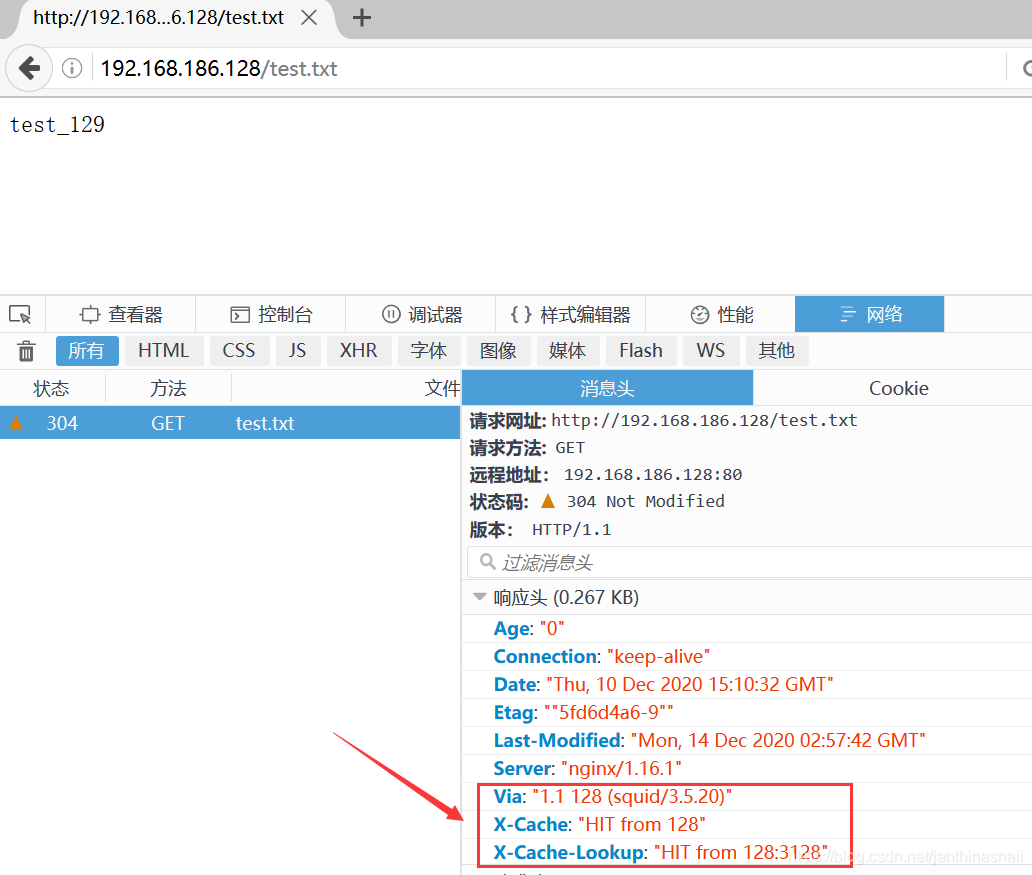 http://192.168...6.128/test.txt
192.168.186.128/test.txt
test_129
查看器 控制台 调试器 { } 样式编辑器 性能 网络
所有 HTML CSS JS XHR 字体 图像 媒体 Flash WS 其他
状态 方法 文件 消息头 Cookie
304 GET test.txt
请求网址: http://192.168.186.128/test.txt
请求方法: GET
远程地址: 192.168.186.128:80
状态码: 304 Not Modified
版本: HTTP/1.1
过滤消息头
响应头 (0.267 KB)
Age: "0"
Connection: "keep-alive"
Date: "Thu, 10 Dec 2020 15:10:32 GMT"
Etag: ""5fd6d4a6-9""
Last-Modified: "Mon, 14 Dec 2020 02:57:42 GMT"
Server: "nginx/1.16.1"
Via: "1.1 128 (squid/3.5.20)"
X-Cache: "HIT from 128"
X-Cache-Lookup: "HIT from 128:3128"
blog.csdn.net/janthinasnail